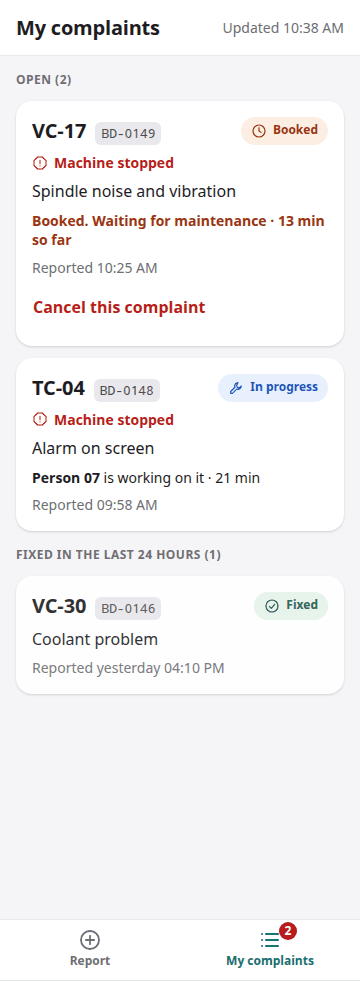 My complaints Updated 10:38 AM
OPEN (2)
VC-17 BD-0149 Booked
Machine stopped
Spindle noise and vibration
Booked. Waiting for maintenance · 13 min
so far
Reported 10:25 AM
Cancel this complaint
TC-04 BD-0148 In progress
Machine stopped
Alarm on screen
Person 07 is working on it · 21 min
Reported 09:58 AM
FIXED IN THE LAST 24 HOURS (1)
VC-30 BD-0146 Fixed
Coolant problem
Reported yesterday 04:10 PM
2
Report My complaints